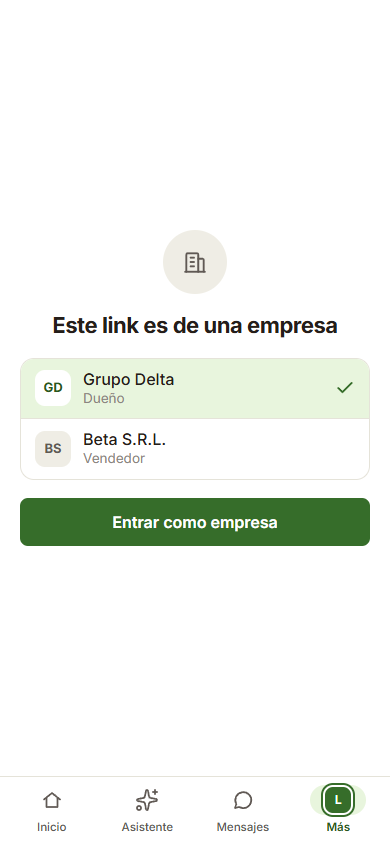 Este link es de una empresa
GD
Grupo Delta
Dueño
BS
Beta S.R.L.
Vendedor
Entrar como empresa
Inicio
Asistente
Mensajes
L
Más